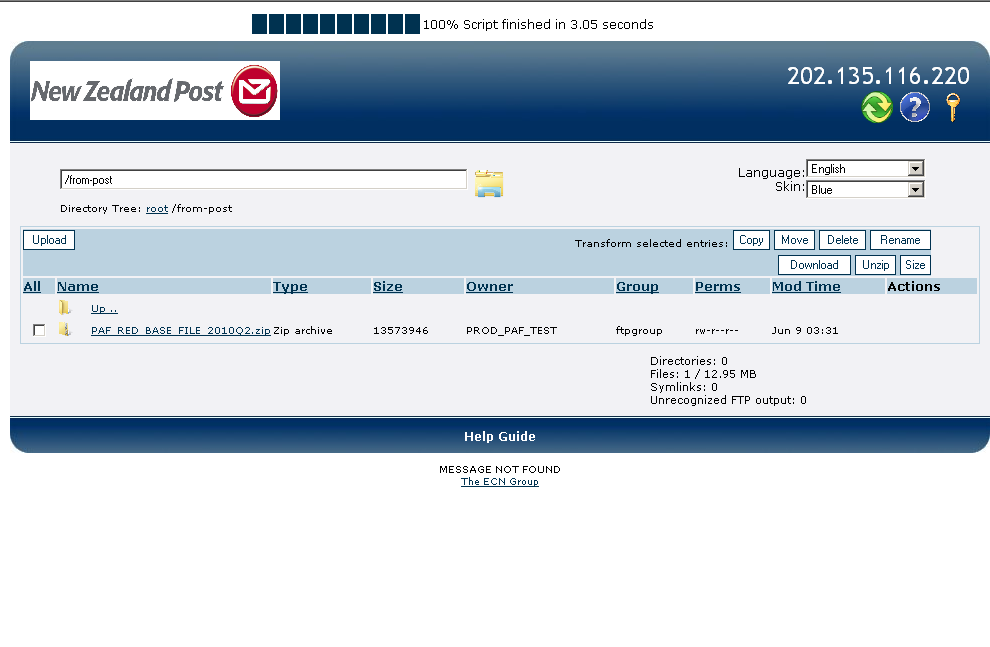 100% Script finished in 3.05 seconds
New Zealand Post
202.135.116.220
/from-post
Language: English
Skin: Blue
Directory Tree: root /from-post
Upload
Transform selected entries: Copy Move Delete Rename
Download Unzip Size
All Name Type Size Owner Group Perms Mod Time Actions
Up ..
PAF_RED_BASE_FILE_2010Q2.zip Zip archive 13573946 PROD_PAF_TEST ftpgroup rw-r--r-- Jun 9 03:31
Directories: 0
Files: 1 / 12.95 MB
Symlinks: 0
Unrecognized FTP output: 0
Help Guide
MESSAGE NOT FOUND
The ECN Group